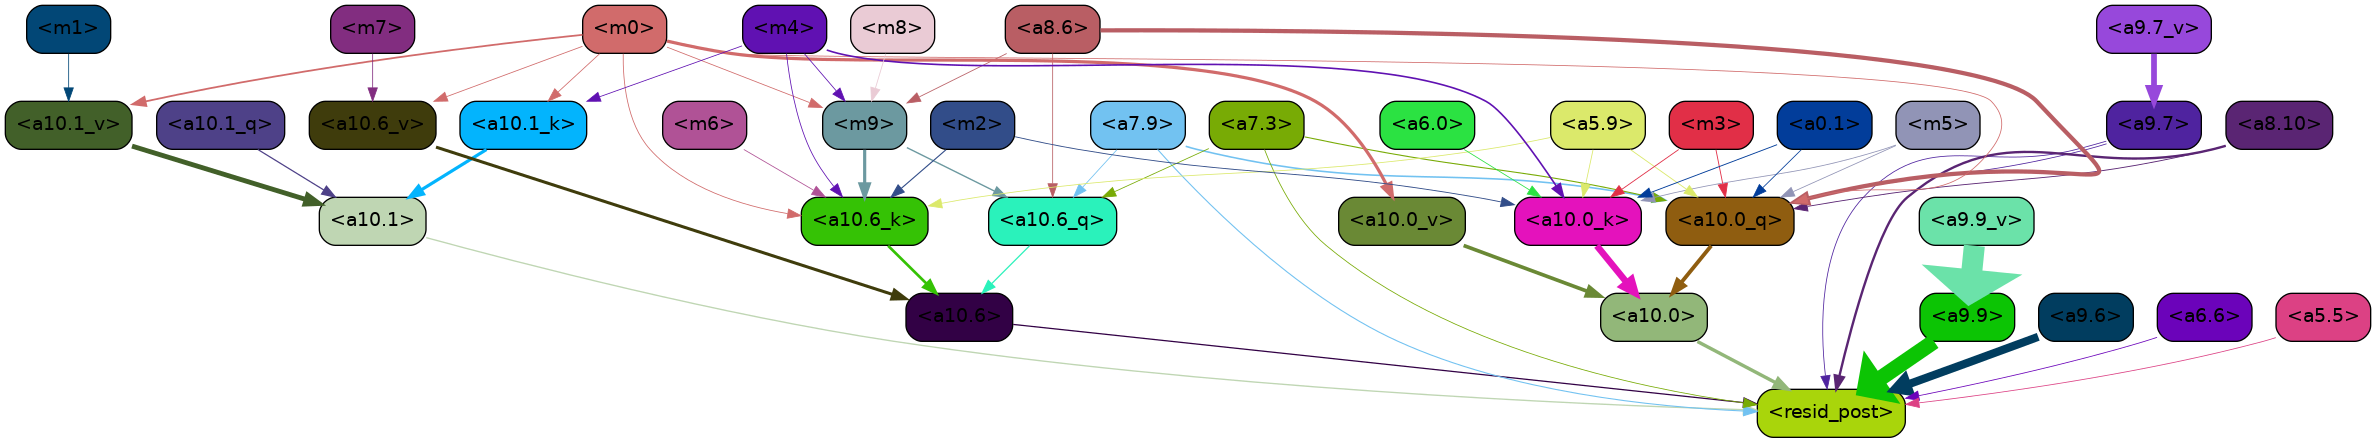 <m1> <m7> <m0> <m4> <m8> <a8.6> <a9.7_v>
<a10.1_v> <a10.1_q> <a10.6_v> <a10.1_k> <m6> <m9> <m2> <a7.9> <a7.3> <a6.0> <a5.9> <m3> <a0.1> <m5> <a9.7> <a8.10>
<a10.1> <a10.6_k> <a10.6_q> <a10.0_v> <a10.0_k> <a10.0_q> <a9.9_v>
<a10.6> <a10.0> <a9.9> <a9.6> <a6.6> <a5.5>
<resid_post>